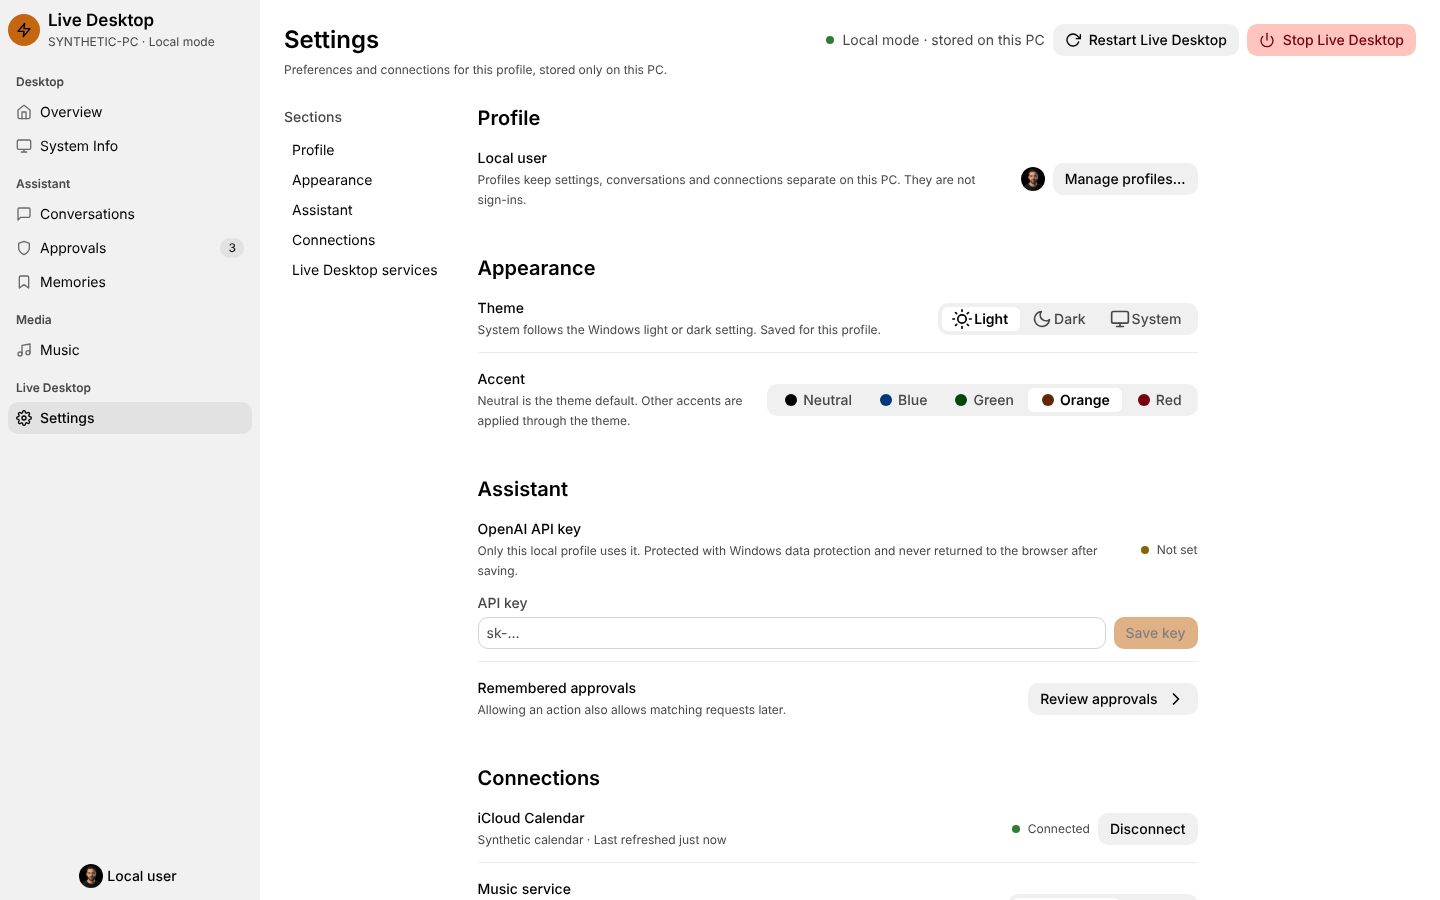 Live Desktop
SYNTHETIC-PC · Local mode
Desktop
Overview
System Info
Assistant
Conversations
Approvals 3
Memories
Media
Music
Live Desktop
Settings
Local user
Settings
Preferences and connections for this profile, stored only on this PC.
Local mode · stored on this PC
Restart Live Desktop
Stop Live Desktop
Sections
Profile
Appearance
Assistant
Connections
Live Desktop services
Profile
Local user
Profiles keep settings, conversations and connections separate on this PC. They are not
sign-ins.
Manage profiles...
Appearance
Theme
System follows the Windows light or dark setting. Saved for this profile.
Light Dark System
Accent
Neutral is the theme default. Other accents are
applied through the theme.
Neutral Blue Green Orange Red
Assistant
OpenAI API key
Only this local profile uses it. Protected with Windows data protection and never returned to the browser after
saving.
Not set
API key
sk-...
Save key
Remembered approvals
Allowing an action also allows matching requests later.
Review approvals
Connections
iCloud Calendar
Synthetic calendar · Last refreshed just now
Connected
Disconnect
Music service